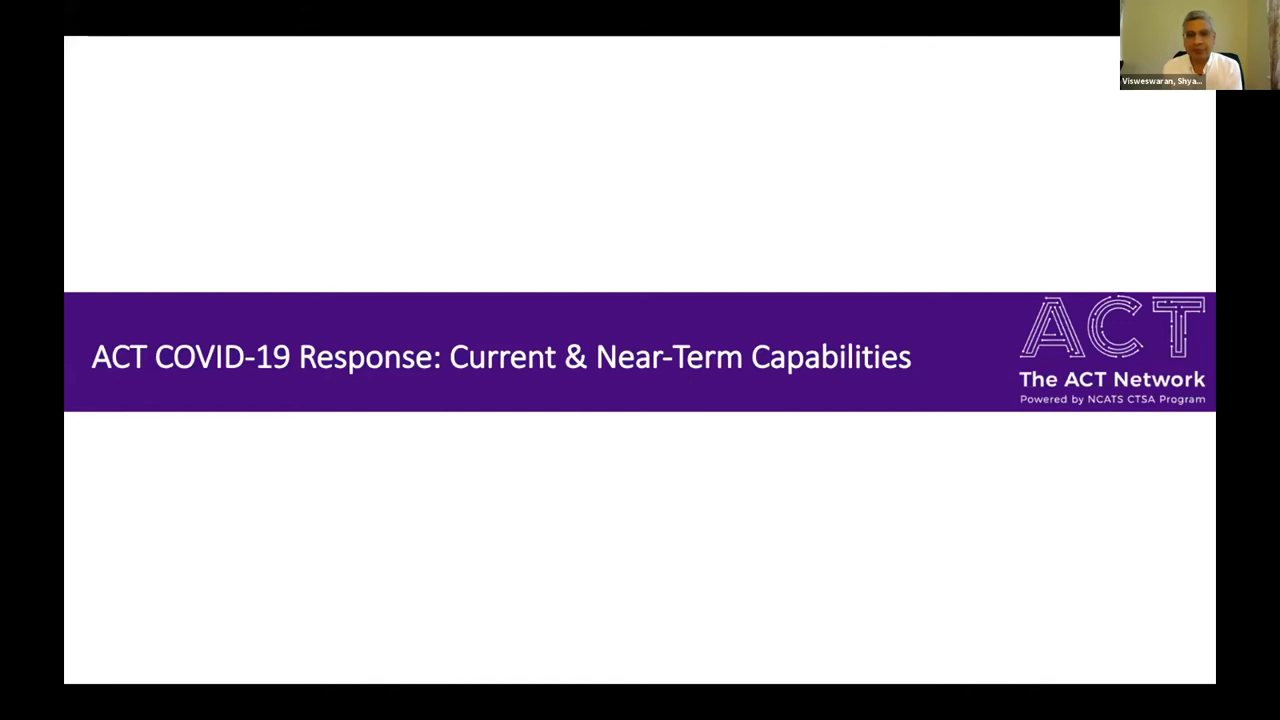 Visweswaran, Shya...
ACT COVID-19 Response: Current & Near-Term Capabilities
ACT
The ACT Network
Powered by NCATS CTSA Program